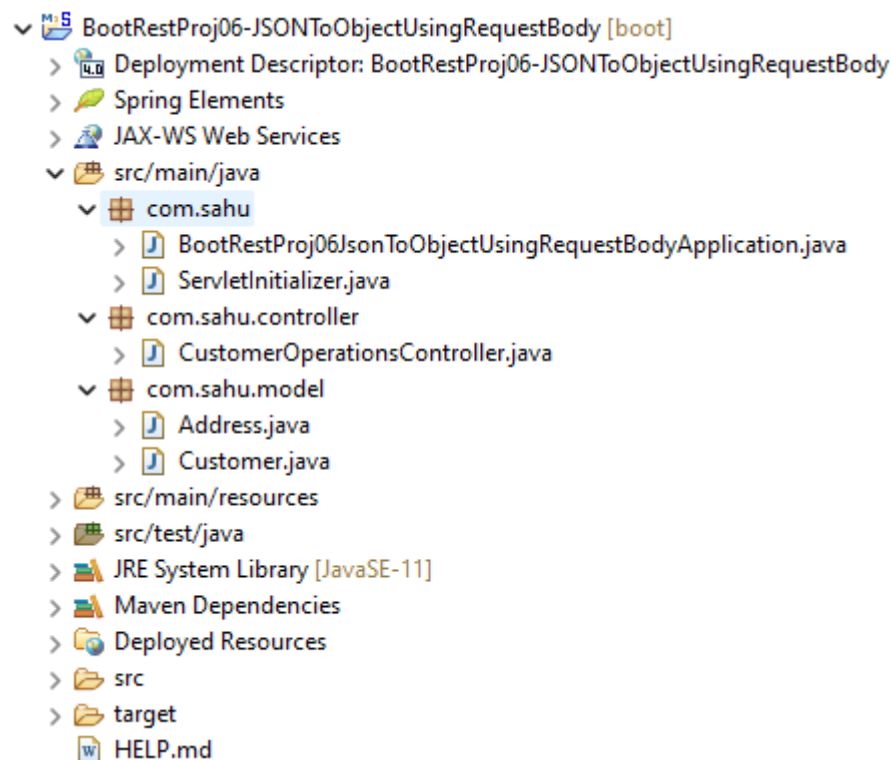 BootRestProj06-JSONToObjectUsingRequestBody [boot]
Deployment Descriptor: BootRestProj06-JSONToObjectUsingRequestBody
Spring Elements
JAX-WS Web Services
src/main/java
com.sahu
BootRestProj06JsonToObjectUsingRequestBodyApplication.java
ServletInitializer.java
com.sahu.controller
CustomerOperationsController.java
com.sahu.model
Address.java
Customer.java
src/main/resources
src/test/java
JRE System Library [JavaSE-11]
Maven Dependencies
Deployed Resources
src
target
HELP.md